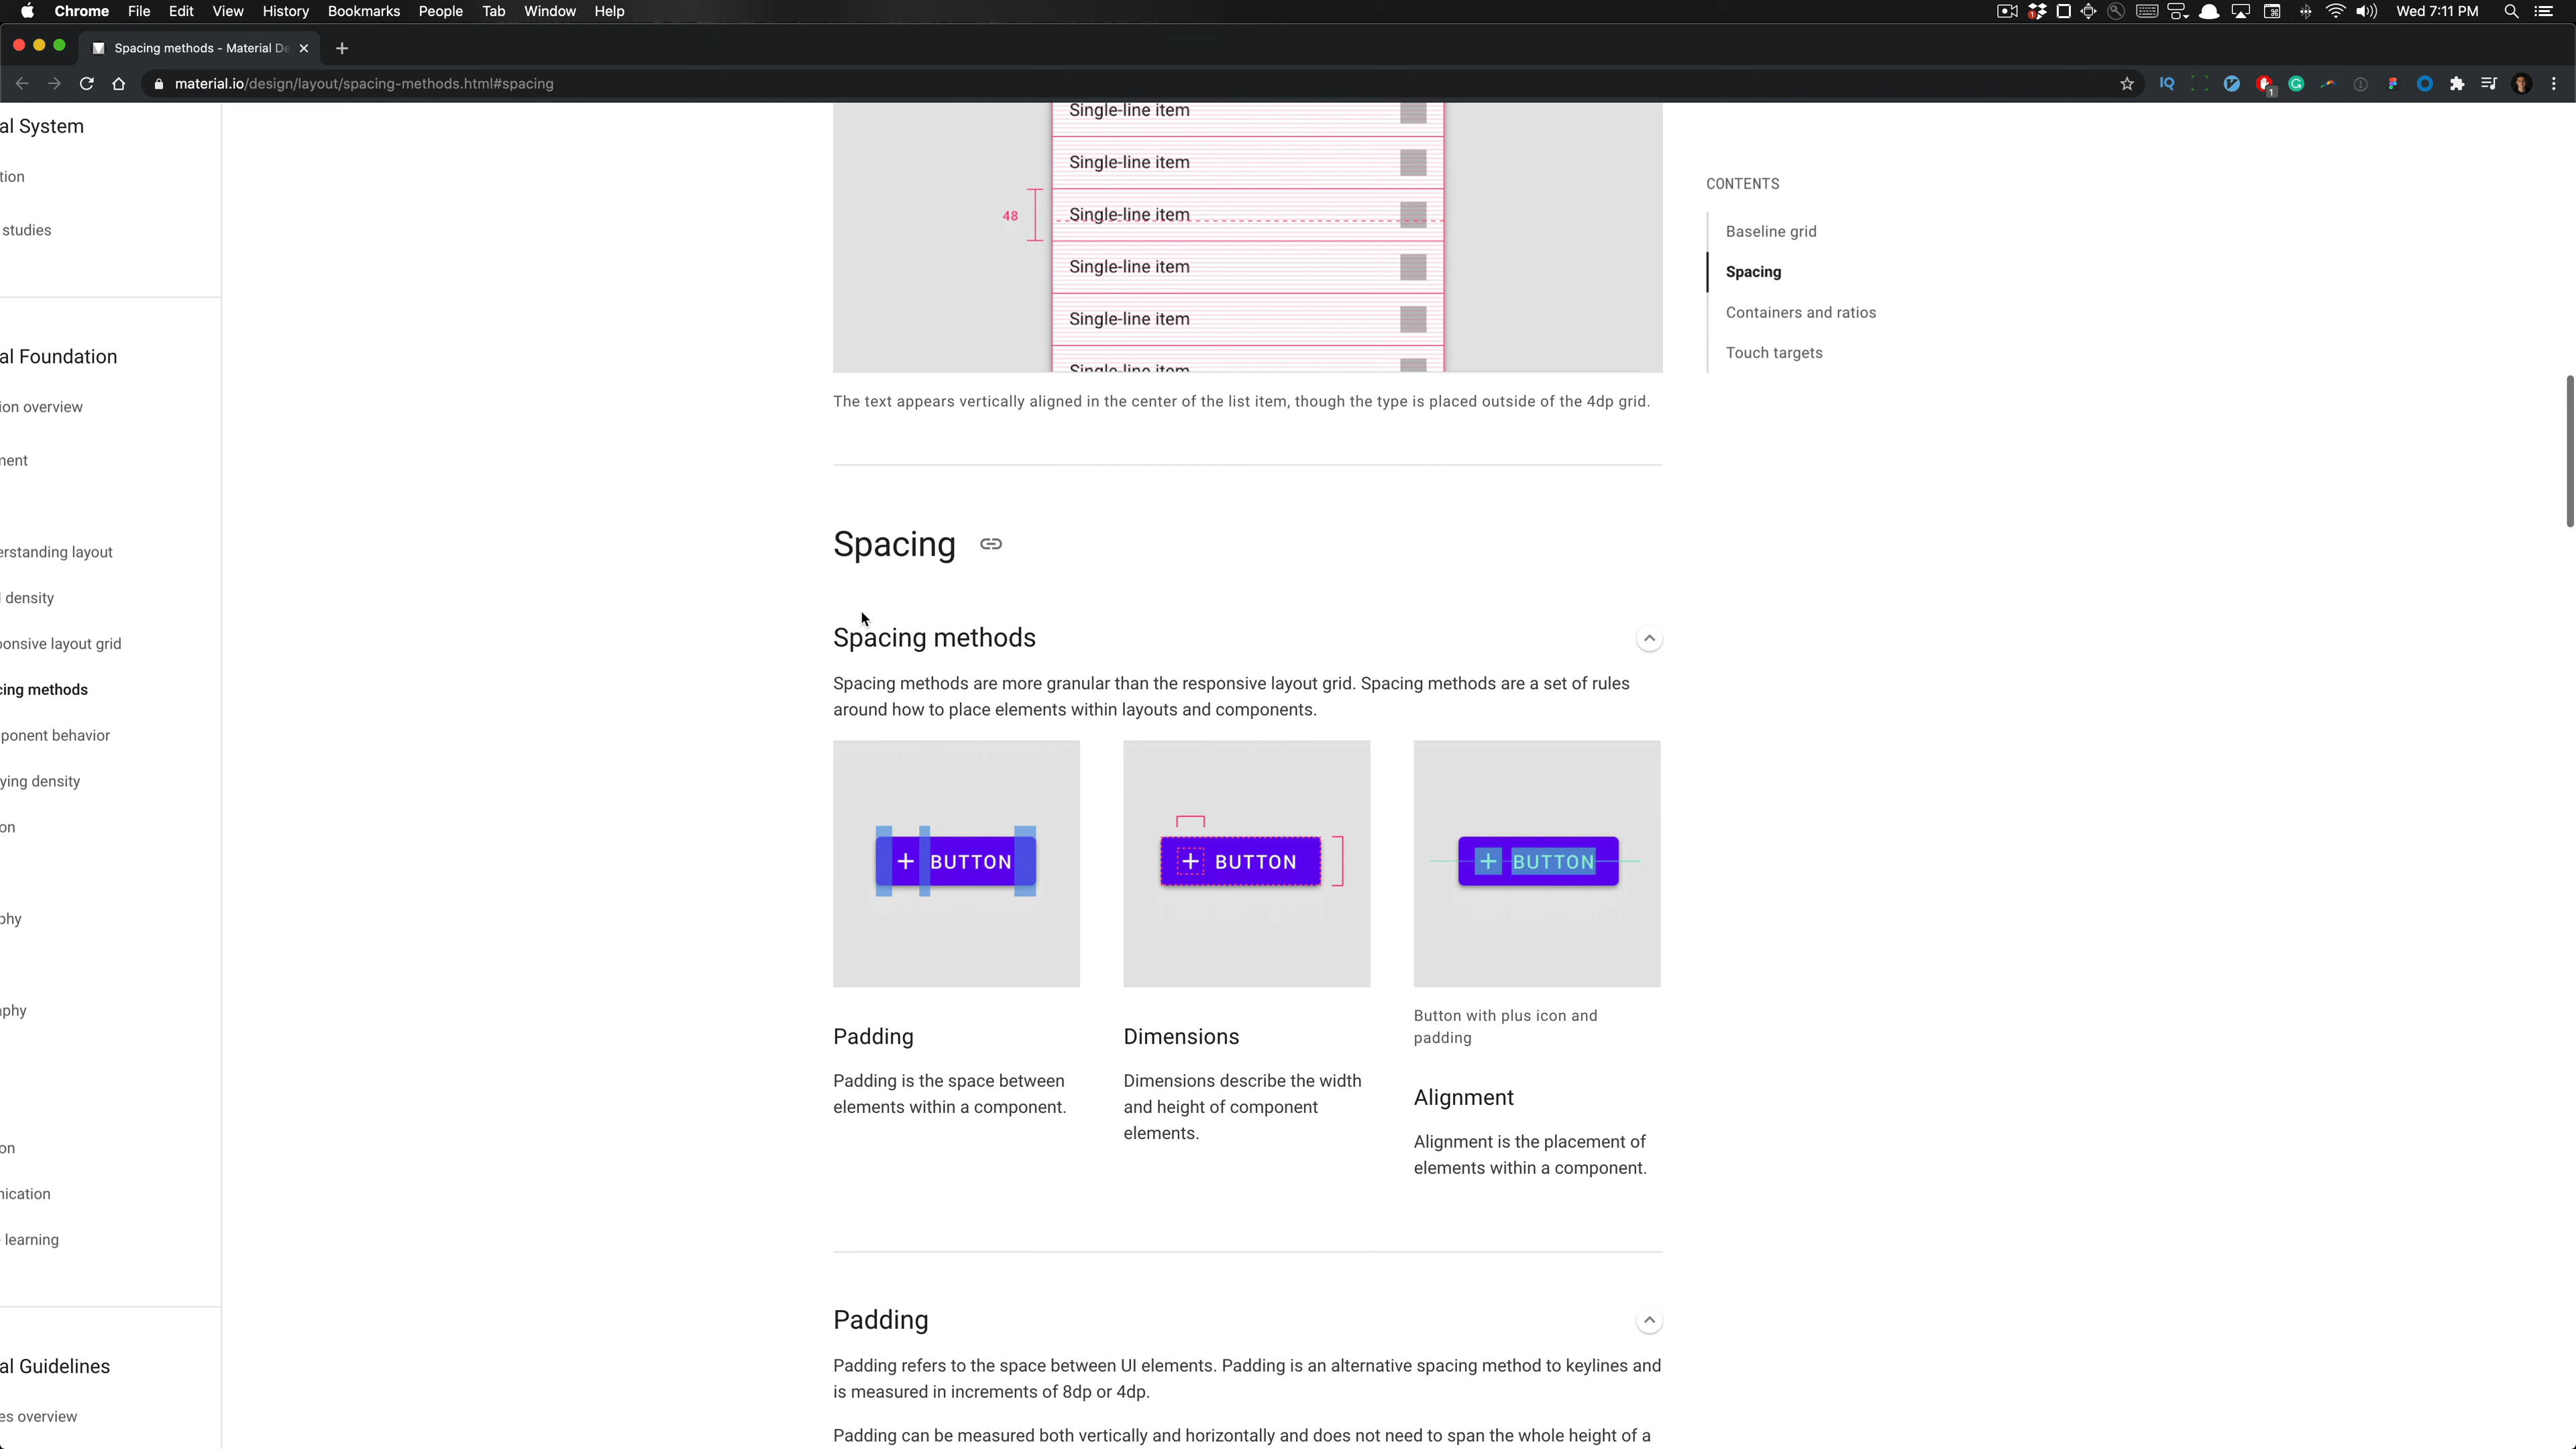 Chrome File Edit View History Bookmarks People Tab Window Help
1
Wed 7:11 PM
Spacing methods - Material De
material.io/design/layout/spacing-methods.html#spacing
IQ
1
al System
tion
studies
al Foundation
ion overview
ment
erstanding layout
density
onsive layout grid
cing methods
ponent behavior
ying density
on
phy
aphy
on
nication
learning
al Guidelines
es overview
Single-line item
Single-line item
48
Single-line item
Single-line item
Single-line item
Single-line item
The text appears vertically aligned in the center of the list item, though the type is placed outside of the 4dp grid.
Spacing
Spacing methods
Spacing methods are more granular than the responsive layout grid. Spacing methods are a set of rules
around how to place elements within layouts and components.
+ BUTTON
+ BUTTON
+ BUTTON
Padding
Padding is the space between
elements within a component.
Dimensions
Dimensions describe the width
and height of component
elements.
Button with plus icon and
padding
Alignment
Alignment is the placement of
elements within a component.
Padding
Padding refers to the space between UI elements. Padding is an alternative spacing method to keylines and
is measured in increments of 8dp or 4dp.
Padding can be measured both vertically and horizontally and does not need to span the whole height of a
CONTENTS
Baseline grid
Spacing
Containers and ratios
Touch targets